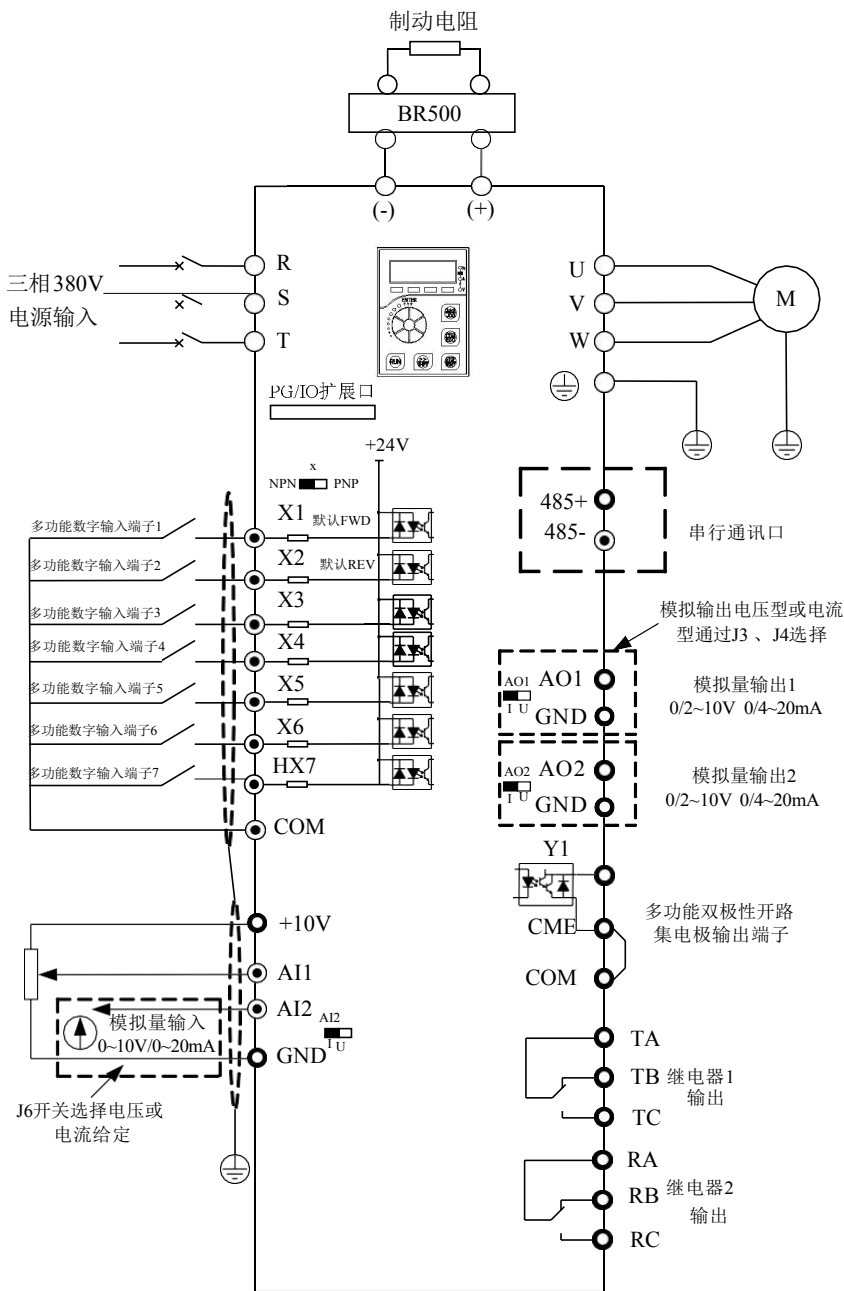 制动电阻
BR500
(-)
(+)
三相380V
电源输入
R
S
T
U
V
W
M
PG/IO扩展口
+24V
x
NPN
PNP
多功能数字输入端子1
X1
默认FWD
多功能数字输入端子2
X2
默认REV
多功能数字输入端子3
X3
多功能数字输入端子4
X4
多功能数字输入端子5
X5
多功能数字输入端子6
X6
多功能数字输入端子7
HX7
COM
+10V
AI1
AI2
AI2
I U
GND
模拟量输入
0~10V/0~20mA
J6开关选择电压或
电流给定
485+
485-
串行通讯口
模拟输出电压型或电流
型通过J3 、J4选择
AO1
I U
AO1
GND
模拟量输出1
0/2~10V 0/4~20mA
AO2
I U
AO2
GND
模拟量输出2
0/2~10V 0/4~20mA
Y1
CME
COM
多功能双极性开路
集电极输出端子
TA
TB
TC
继电器1
输出
RA
RB
RC
继电器2
输出
ENTER
RUN